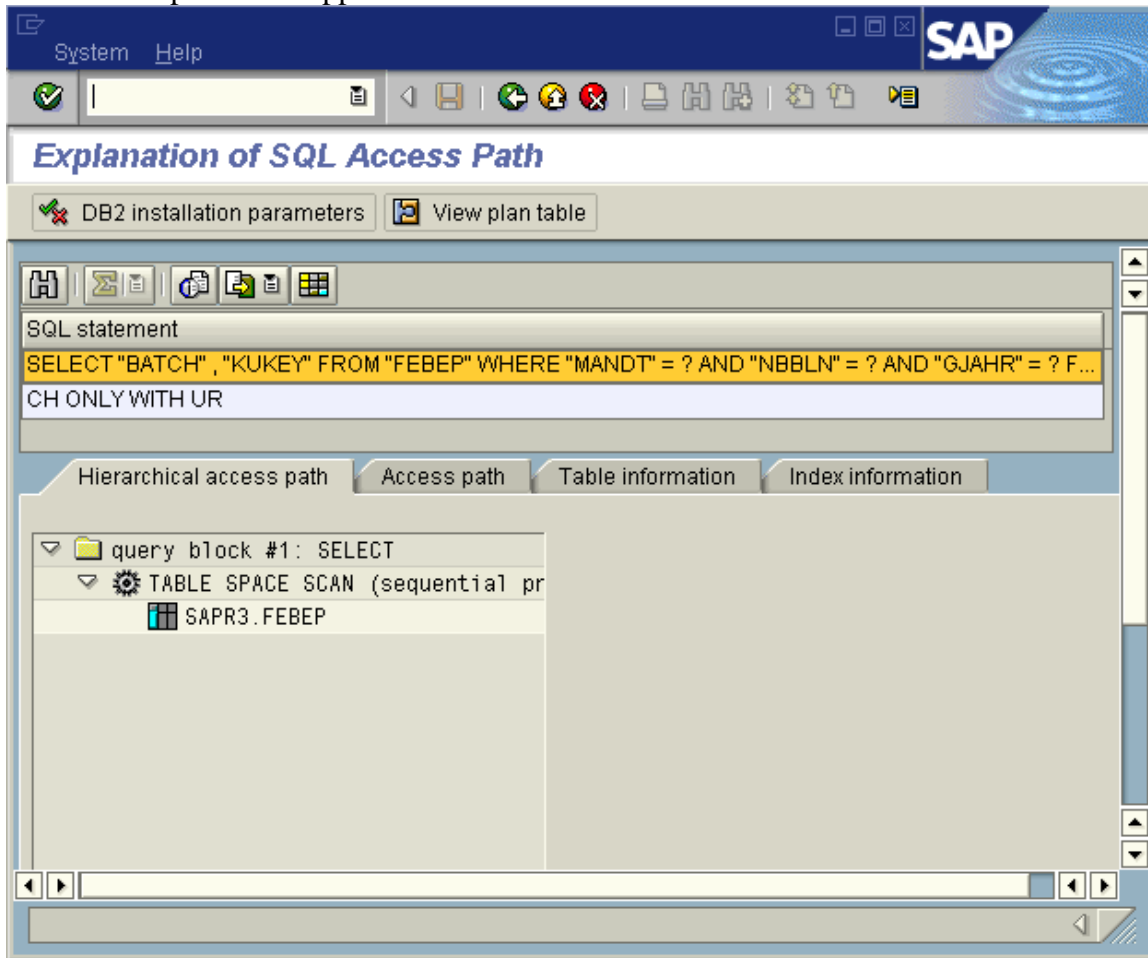 System Help
SAP
Explanation of SQL Access Path
DB2 installation parameters View plan table
SQL statement
SELECT "BATCH" , "KUKEY" FROM "FEBEP" WHERE "MANDT" = ? AND "NBBLN" = ? AND "GJAHR" = ? F...
CH ONLY WITH UR
Hierarchical access path Access path Table information Index information
query block #1: SELECT
TABLE SPACE SCAN (sequential pr
SAPR3.FEBEP